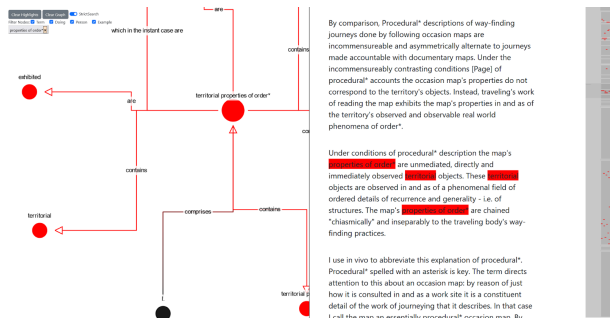 Clear Highlights
Clear Graph
StrictSearch
Filter Nodes:
Term
Doing
Person
Example
properties of order*
are
which in the instant case are
contains
exhibited
are
territorial properties of order*
contains
territorial
comprises
contains
territorial p
I
By comparison, Procedural* descriptions of way-finding
journeys done by following occasion maps are
incommensurable and asymmetrically alternate to journeys
made accountable with documentary maps. Under the
incommensurably contrasting conditions [Page] of
procedural* accounts the occasion map's properties do not
correspond to the territory's objects. Instead, traveling's work
of reading the map exhibits the map's properties in and as of
the territory's observed and observable real world
phenomena of order*.
Under conditions of procedural* description the map's
properties of order* are unmediated, directly and
immediately observed territorial objects. These territorial
objects are observed in and as of a phenomenal field of
ordered details of recurrence and generality - i.e. of
structures. The map's properties of order* are chained
"chiasmically" and inseparably to the traveling body's way-
finding practices.
I use in vivo to abbreviate this explanation of procedural*.
Procedural* spelled with an asterisk is key. The term directs
attention to this about an occasion map: by reason of just
how it is consulted in and as a work site it is a constituent
detail of the work of journeying that it describes. In that case
I call the map an essentially procedural* occasion map. By